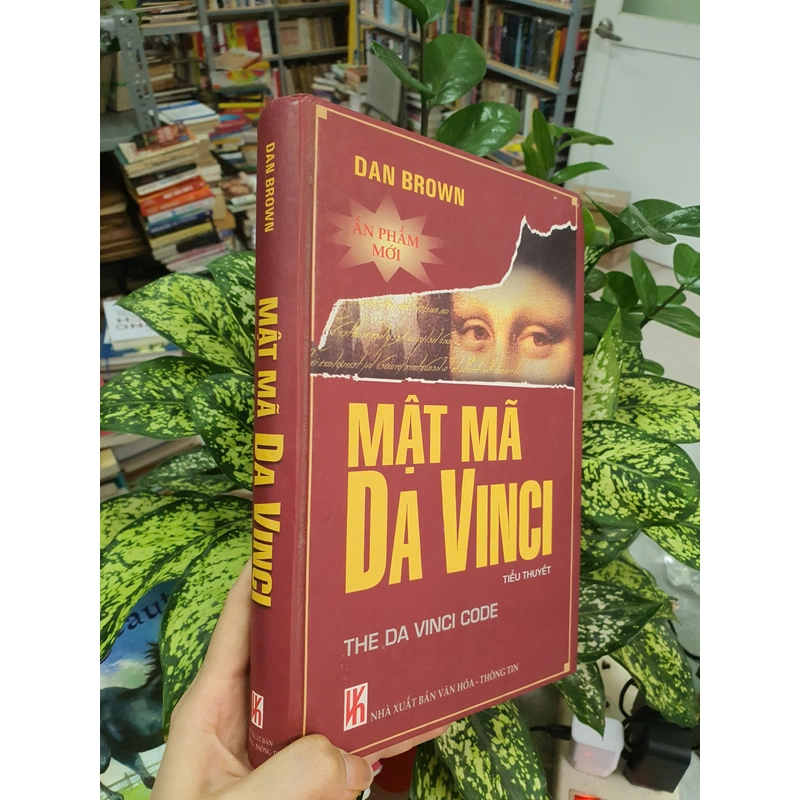 DAN BROWN
ẤN PHẨM
MỚI
MẬT MÃ
DA VINCI
TIỂU THUYẾT
THE DA VINCI CODE
NHÀ XUẤT BẢN VĂN HÓA - THÔNG TIN
DAN BROWN
MẬT MÃ DA VINCI